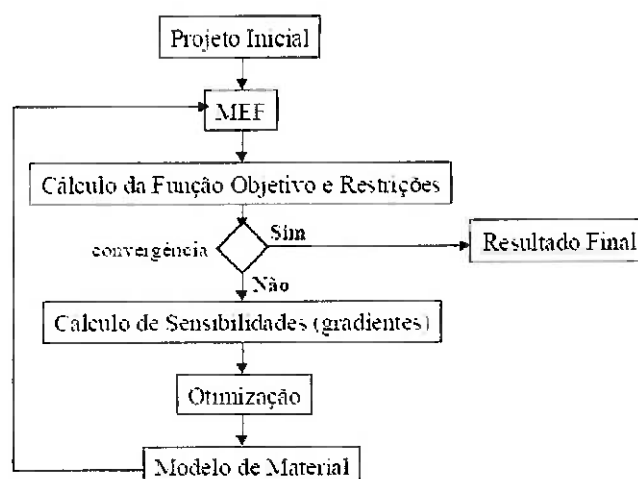 Projeto Inicial
MEF
Cálculo da Função Objetivo e Restrições
Sim
convergência
Resultado Final
Não
Cálculo de Sensibilidades (gradientes)
Otimização
Modelo de Material